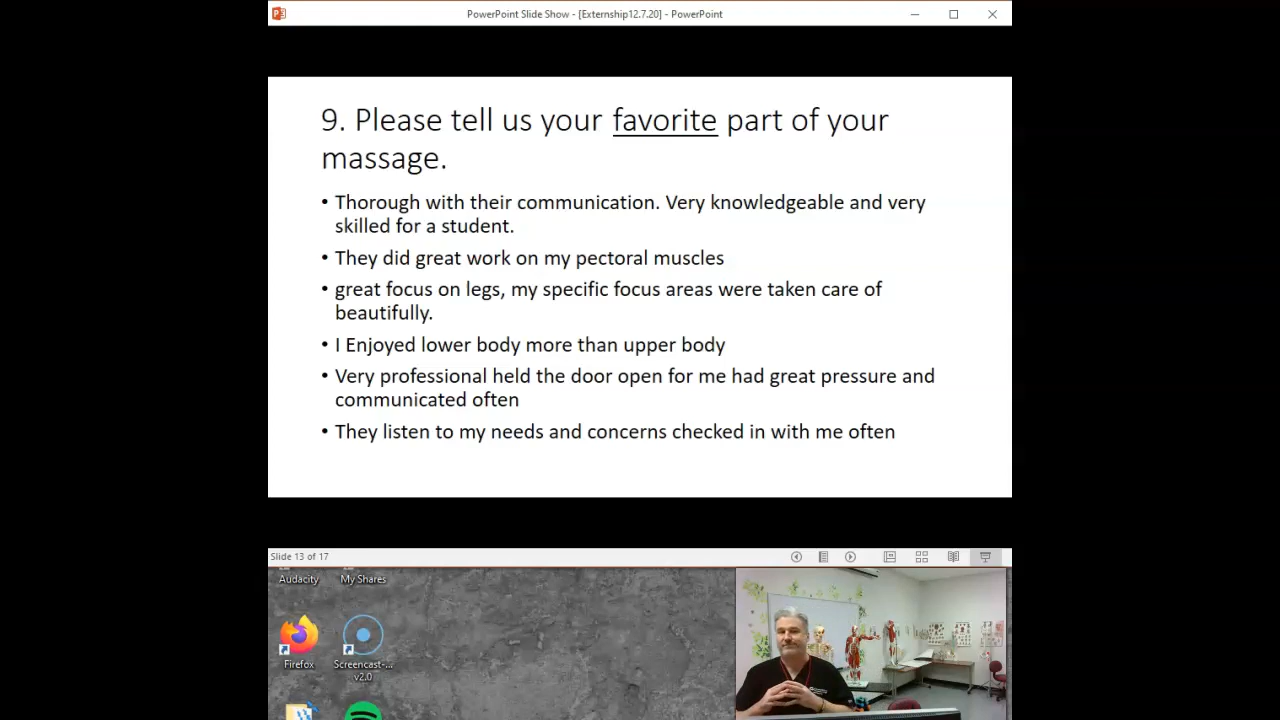 PowerPoint Slide Show - [Externship12.7.20] - PowerPoint
9. Please tell us your favorite part of your
massage.
• Thorough with their communication. Very knowledgeable and very
skilled for a student.
• They did great work on my pectoral muscles
• great focus on legs, my specific focus areas were taken care of
beautifully.
• I Enjoyed lower body more than upper body
• Very professional held the door open for me had great pressure and
communicated often
• They listen to my needs and concerns checked in with me often
Slide 13 of 17
Audacity
My Shares
Firefox
Screencast-...
v2.0